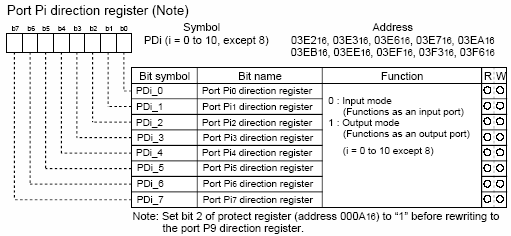 Port Pi direction register (Note)
Symbol Address
PDi (i = 0 to 10, except 8) 03E216, 03E316, 03E616, 03E716, 03EA16
03EB16, 03EE16, 03EF16, 03F316, 03F616
b7 b6 b5 b4 b3 b2 b1 b0
Bit symbol Bit name Function R W
PDi_0 Port Pi0 direction register
PDi_1 Port Pi1 direction register
PDi_2 Port Pi2 direction register
PDi_3 Port Pi3 direction register
PDi_4 Port Pi4 direction register
PDi_5 Port Pi5 direction register
PDi_6 Port Pi6 direction register
PDi_7 Port Pi7 direction register
0 : Input mode
(Functions as an input port)
1 : Output mode
(Functions as an output port)
(i = 0 to 10 except 8)
Note: Set bit 2 of protect register (address 000A16) to “1” before rewriting to
the port P9 direction register.